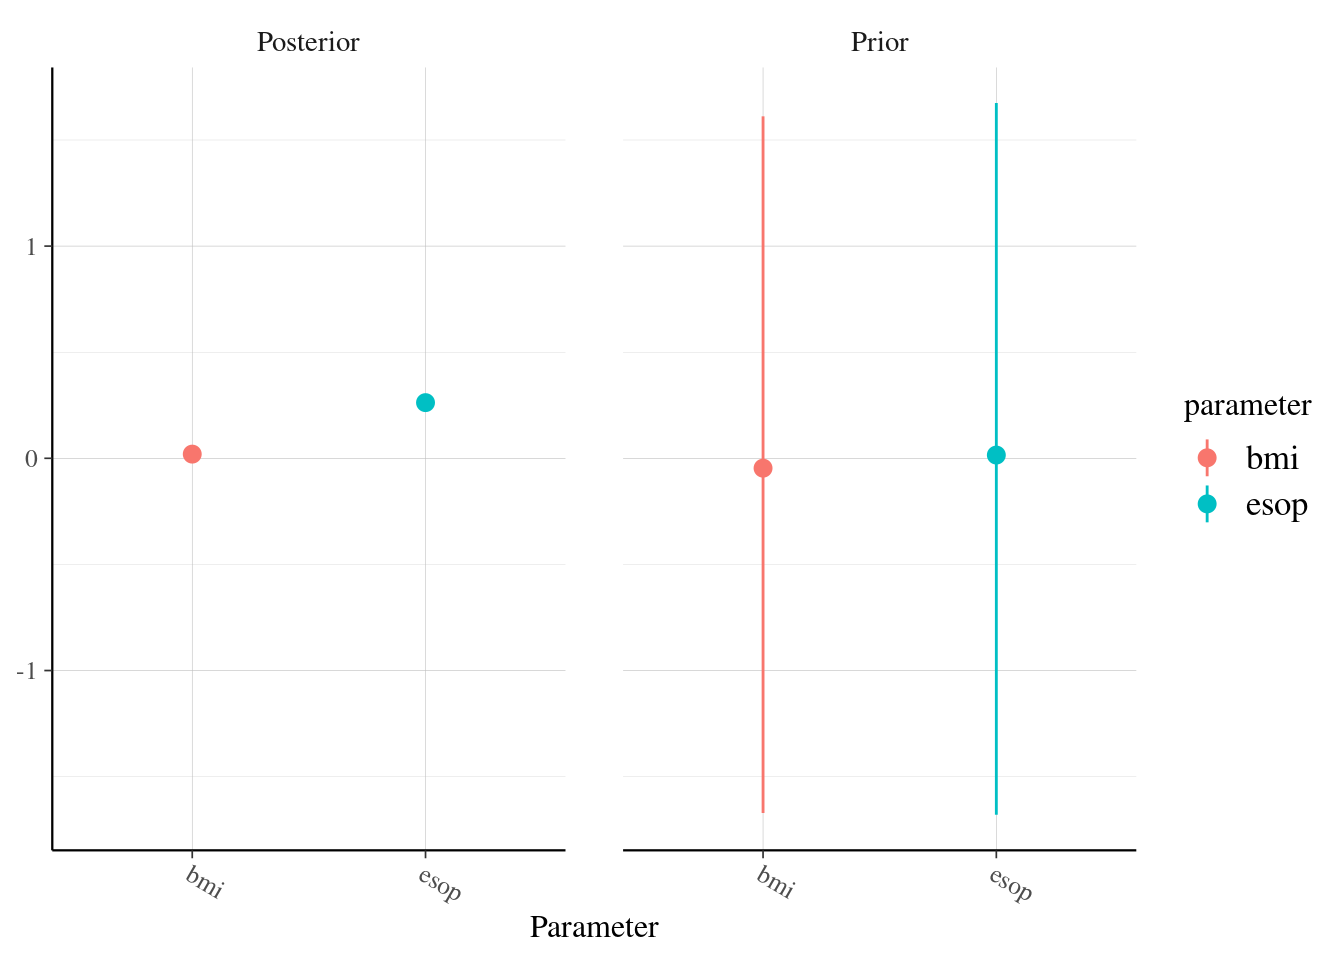 Posterior
Prior
1
0
-1
bmi
esop
bmi
esop
Parameter
parameter
bmi
esop